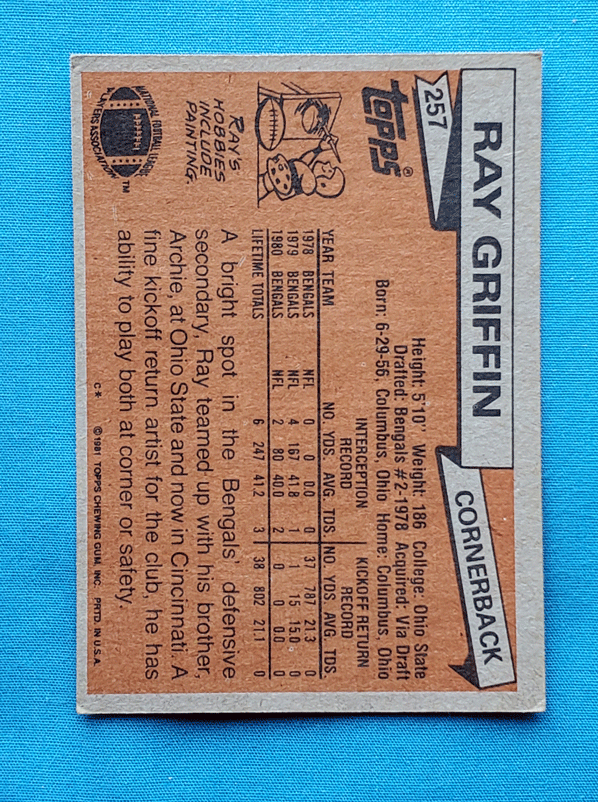 257
RAY GRIFFIN
CORNERBACK
topps®
Height: 5'10" Weight: 186 College: Ohio State
Drafted: Bengals #2-1978 Acquired: Via Draft
Born: 6-29-56, Columbus, Ohio Home: Columbus, Ohio
INTERCEPTION RECORD KICKOFF RETURN RECORD
YEAR TEAM NO. YDS. AVG. TDS. NO. YDS. AVG. TDS.
1978 BENGALS NFL 0 0 0.0 0 37 787 21.3 0
1979 BENGALS NFL 4 167 41.8 1 1 15 15.0 0
1980 BENGALS NFL 2 80 40.0 2 0 0 0.0 0
LIFETIME TOTALS 6 247 41.2 3 38 802 21.1 0
RAY'S
HOBBIES
INCLUDE
PAINTING.
A bright spot in the Bengals' defensive
secondary, Ray teamed up with his brother,
Archie, at Ohio State and now in Cincinnati. A
fine kickoff return artist for the club, he has
ability to play both at corner or safety.
NATIONAL FOOTBALL LEAGUE
PLAYERS ASSOCIATION
TM
C* ©1981 TOPPS CHEWING GUM, INC. PRTD. IN U.S.A.